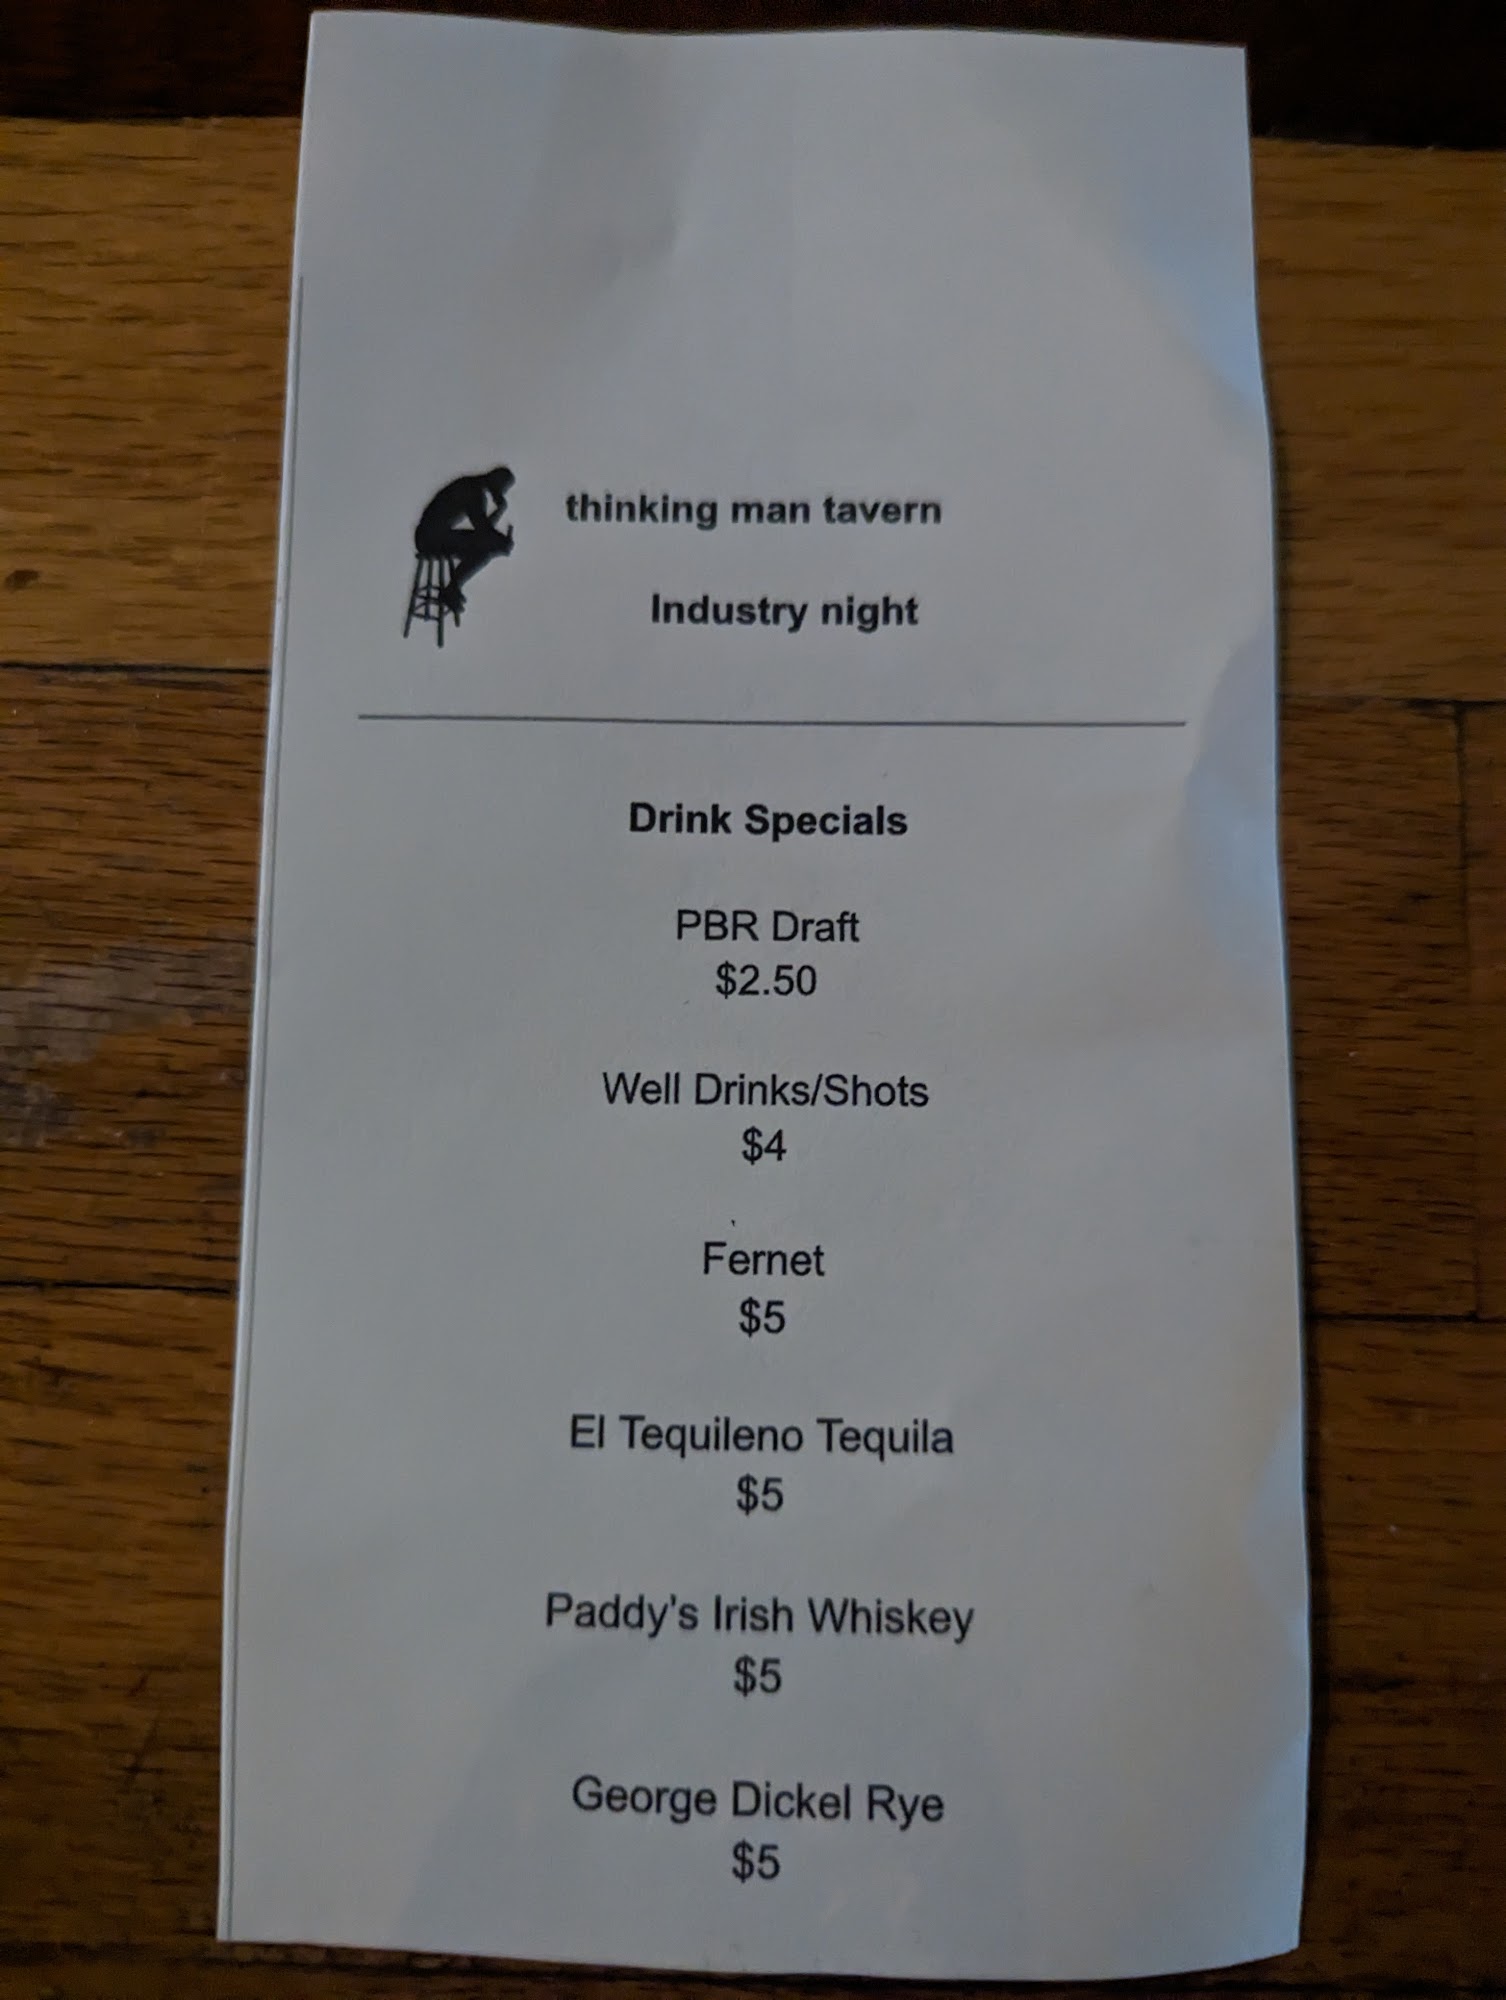 thinking man tavern
Industry night
Drink Specials
PBR Draft
$2.50
Well Drinks/Shots
$4
Fernet
$5
El Tequileno Tequila
$5
Paddy's Irish Whiskey
$5
George Dickel Rye
$5